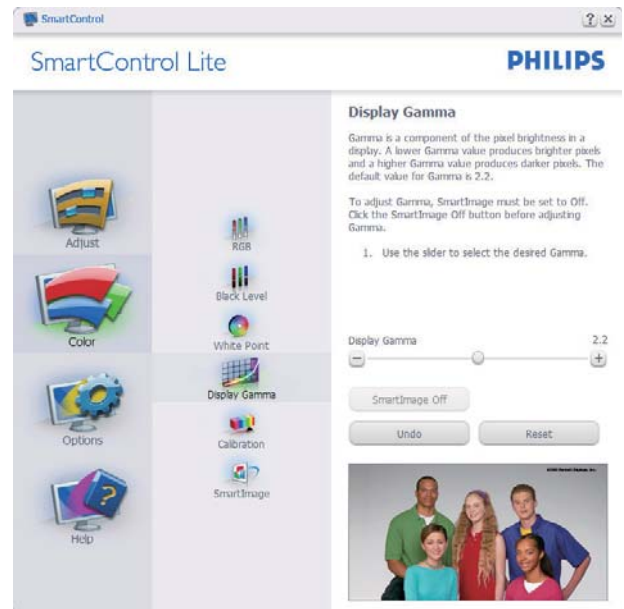 SmartControl
SmartControl Lite
PHILIPS
Adjust
Color
Options
Help
RGB
Black Level
White Point
Display Gamma
Calibration
SmartImage
Display Gamma
Gamma is a component of the pixel brightness in a
display. A lower Gamma value produces brighter pixels
and a higher Gamma value produces darker pixels. The
default value for Gamma is 2.2.
To adjust Gamma, SmartImage must be set to Off.
Click the SmartImage Off button before adjusting
Gamma.
1. Use the slider to select the desired Gamma.
Display Gamma 2.2
SmartImage Off
Undo Reset